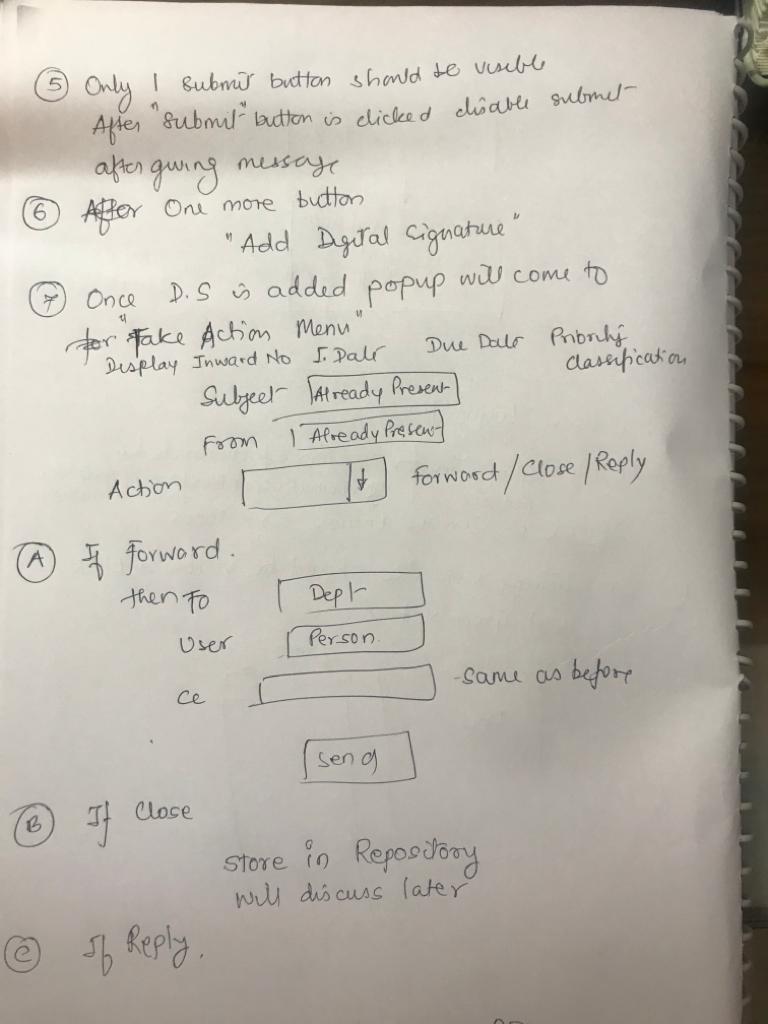 ⑤ Only 1 submit button should be visible
After "submit" button is clicked disable submit
after giving message
⑥ After One more button
"Add Digital Signature"
⑦ Once D.S is added popup will come to
for "Take Action Menu"
Display Inward No I. Date Due Date Priority classification
Subject Already Present
From Already Present
Action ↓ forward / Close / Reply
Ⓐ If forward.
then To Dept
User Person
cc - same as before
Send
Ⓑ If Close
store in Repository
will discuss later
Ⓒ If Reply.